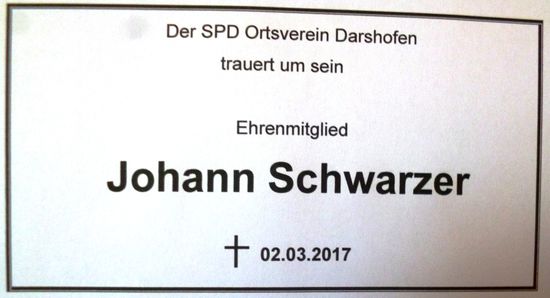 Der SPD Ortsverein Darshofen
trauert um sein
Ehrenmitglied
Johann Schwarzer
† 02.03.2017